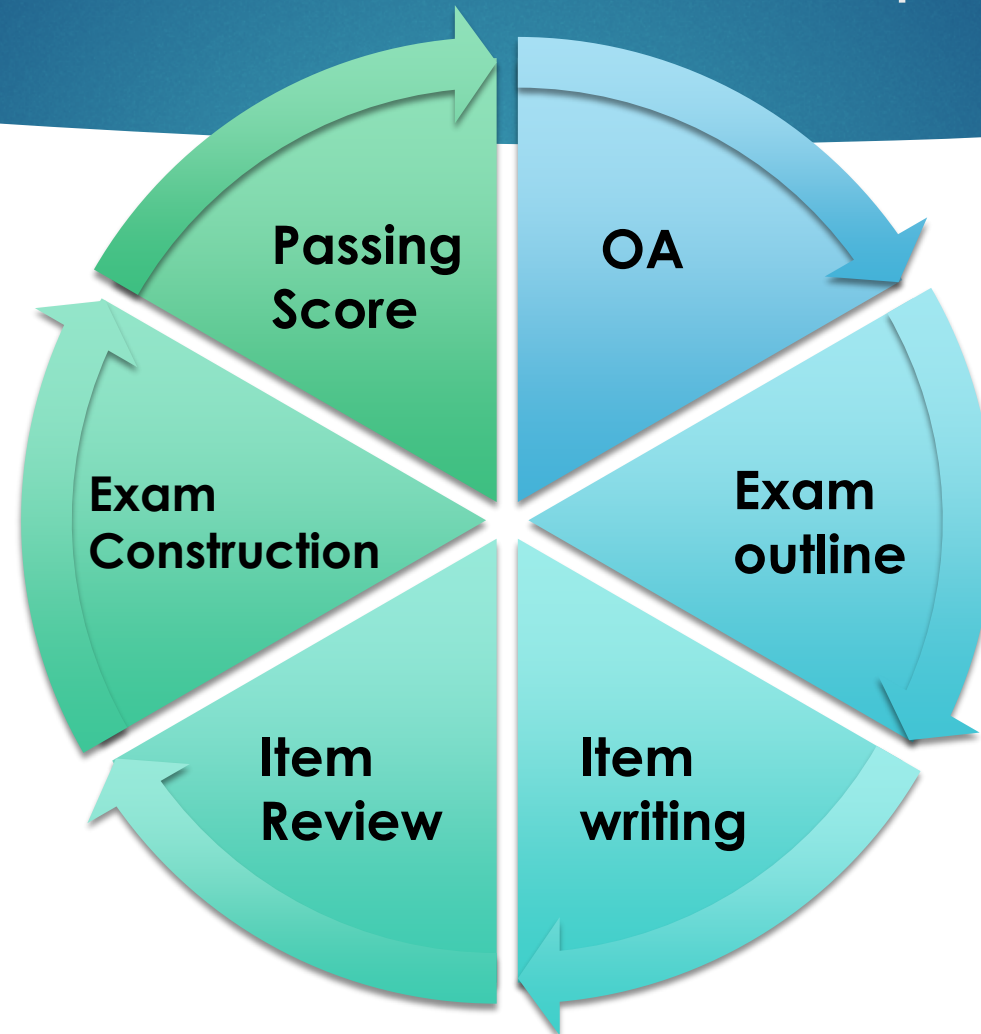 OA
Exam
outline
Item
writing
Item
Review
Exam
Construction
Passing
Score